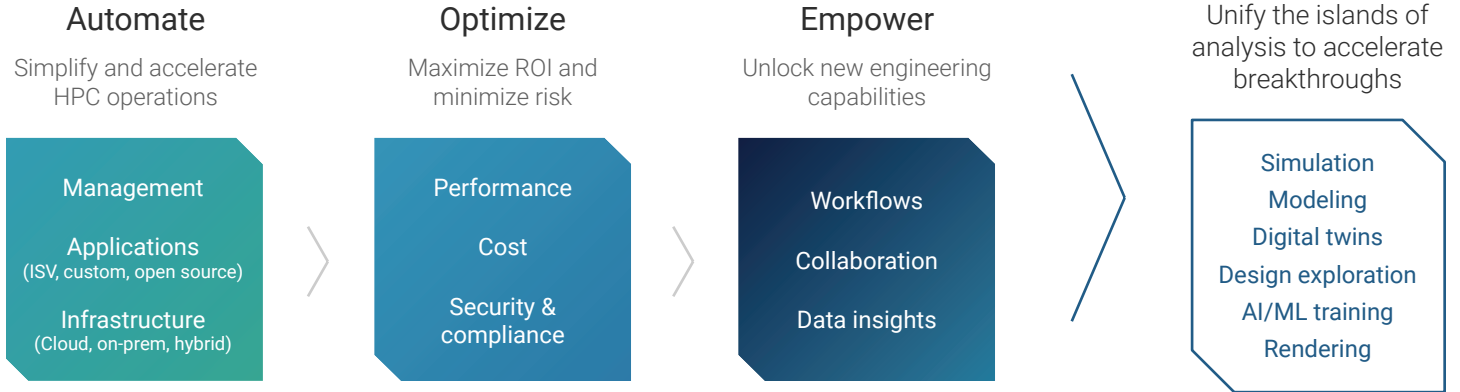 Automate
Simplify and accelerate
HPC operations
Management
Applications
(ISV, custom, open source)
Infrastructure
(Cloud, on-prem, hybrid)
Optimize
Maximize ROI and
minimize risk
Performance
Cost
Security &
compliance
Empower
Unlock new engineering
capabilities
Workflows
Collaboration
Data insights
Unify the islands of
analysis to accelerate
breakthroughs
Simulation
Modeling
Digital twins
Design exploration
AI/ML training
Rendering